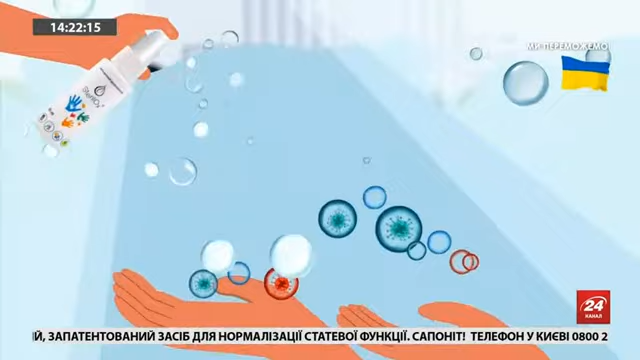 14:22:15
МИ ПЕРЕМОЖЕМО
24
КАНАЛ
Й, ЗАПАТЕНТОВАНИЙ ЗАСІБ ДЛЯ НОРМАЛІЗАЦІЇ СТАТЕВОЇ ФУНКЦІЇ. САПОНІТ! ТЕЛЕФОН У КИЄВІ 0800 2